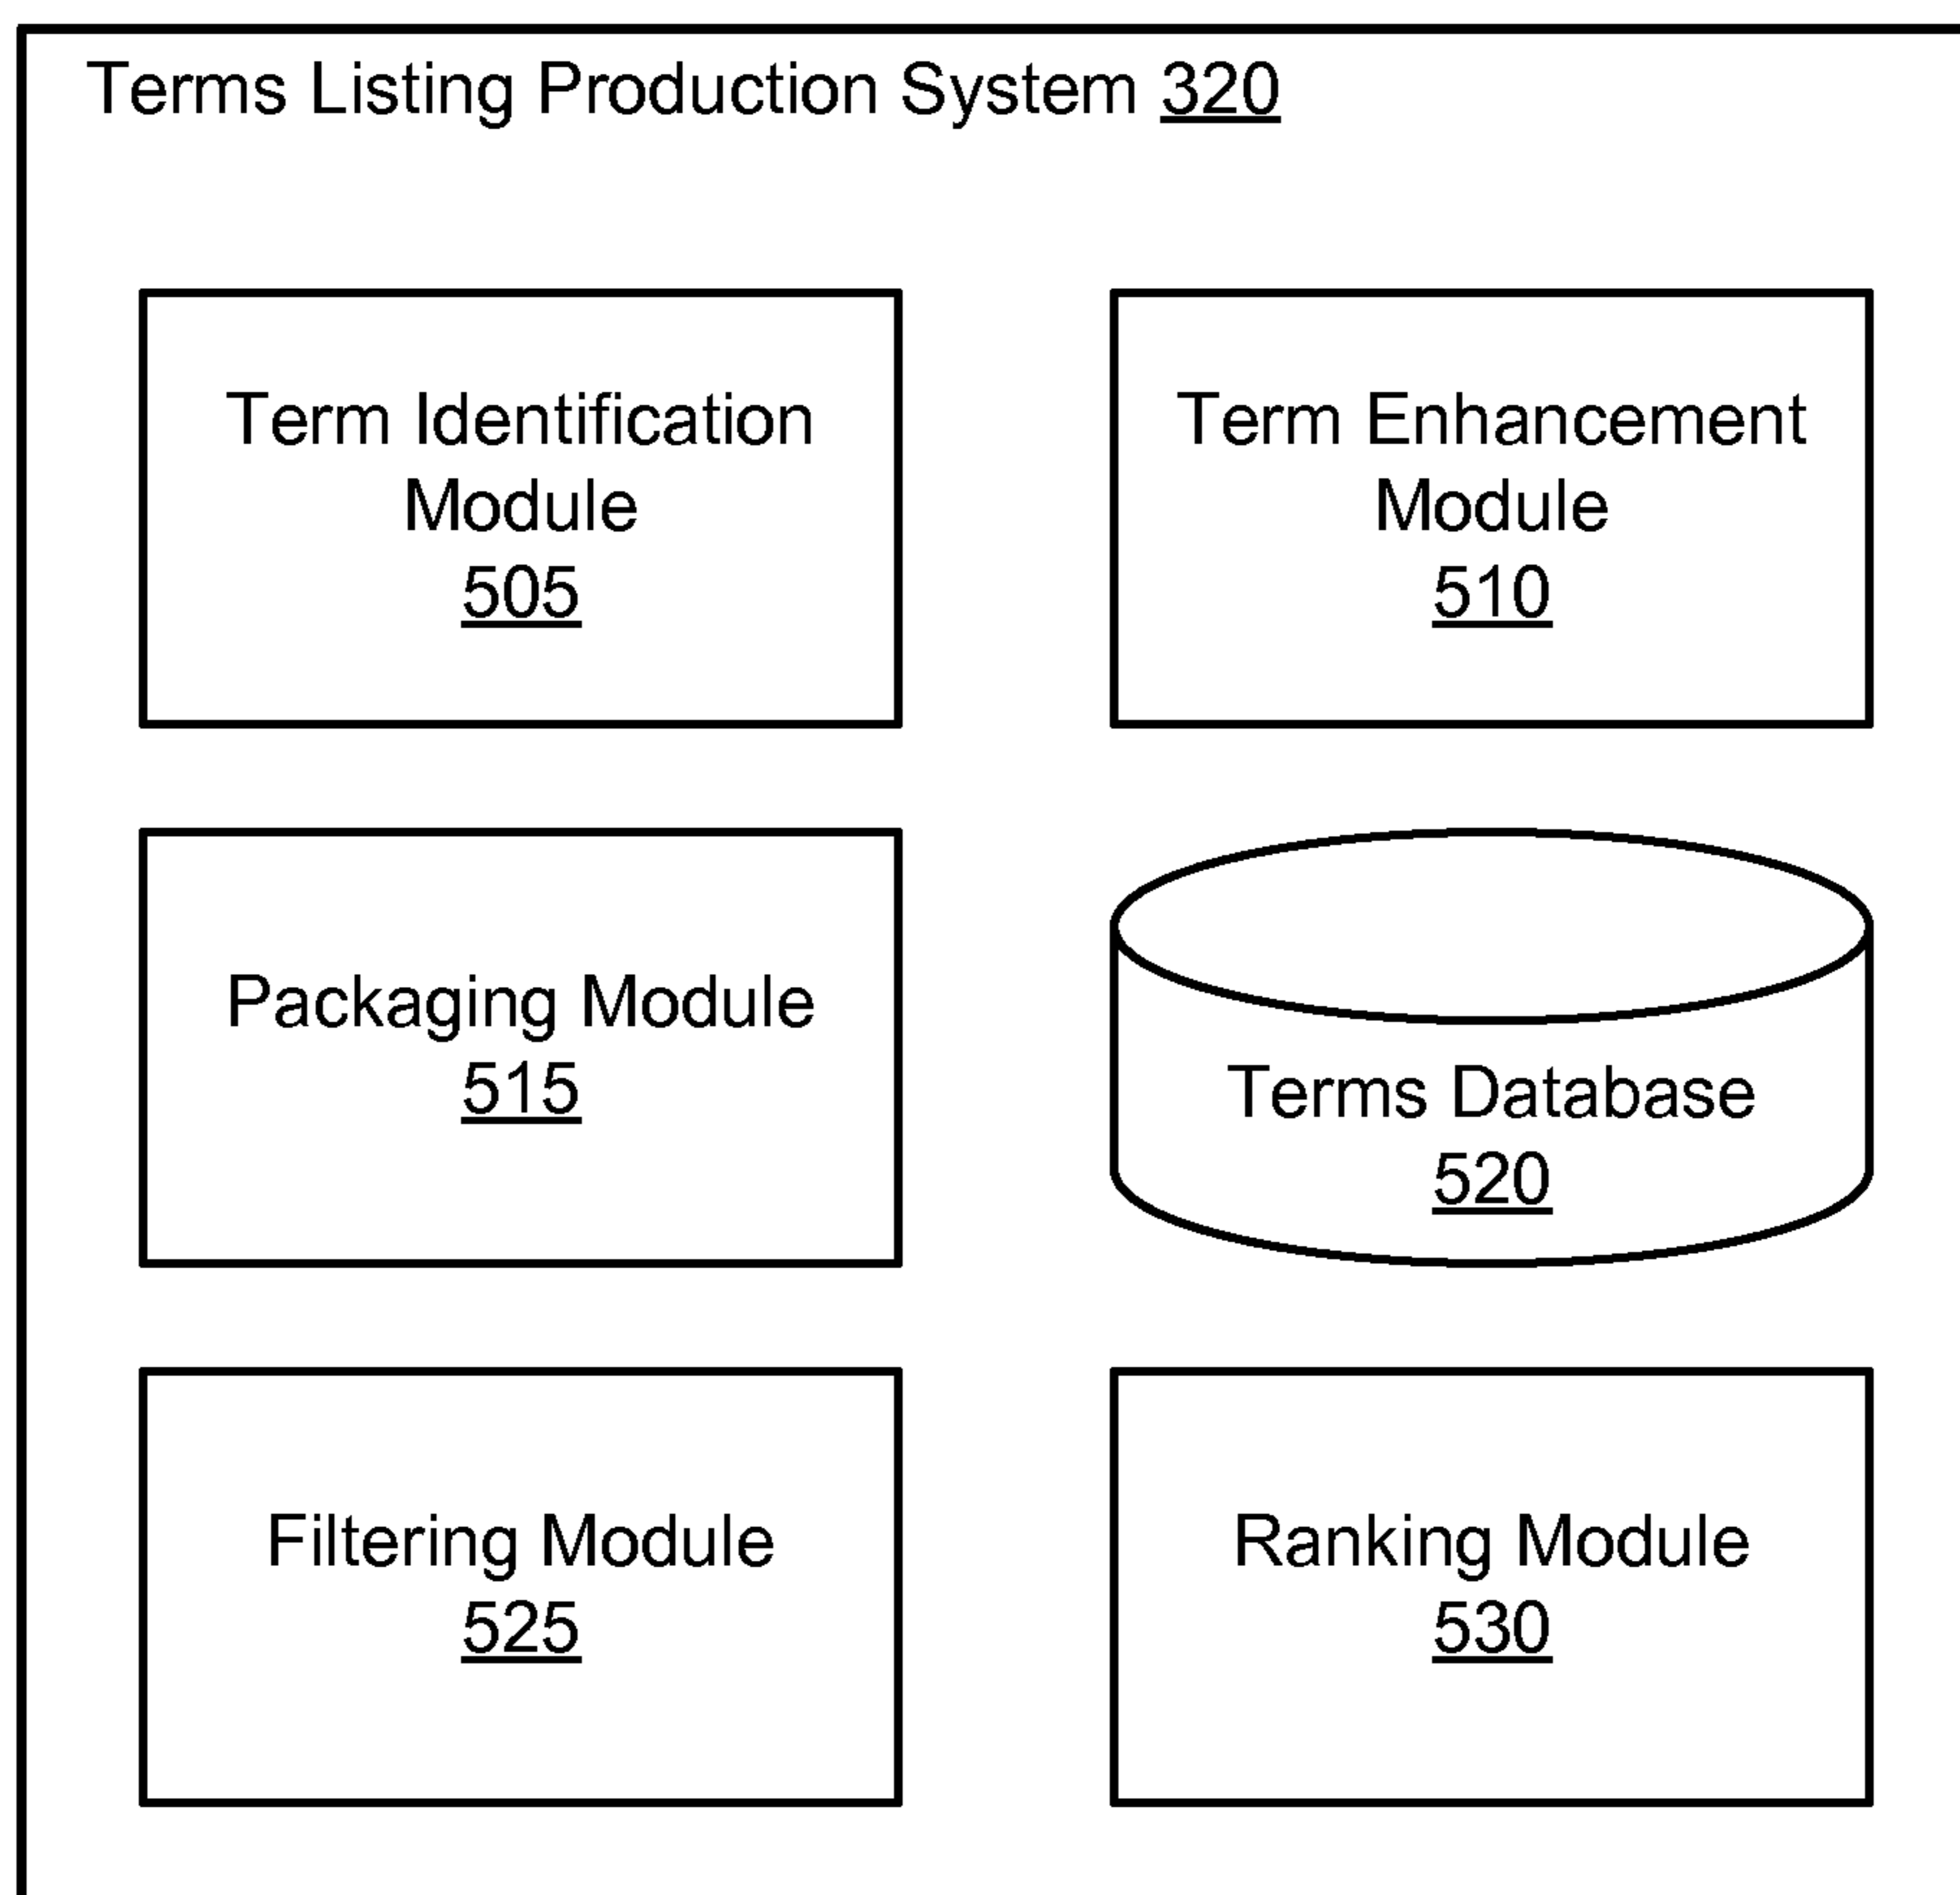 Terms Listing Production System 320
Term Identification
Module
505
Term Enhancement
Module
510
Packaging Module
515
Terms Database
520
Filtering Module
525
Ranking Module
530